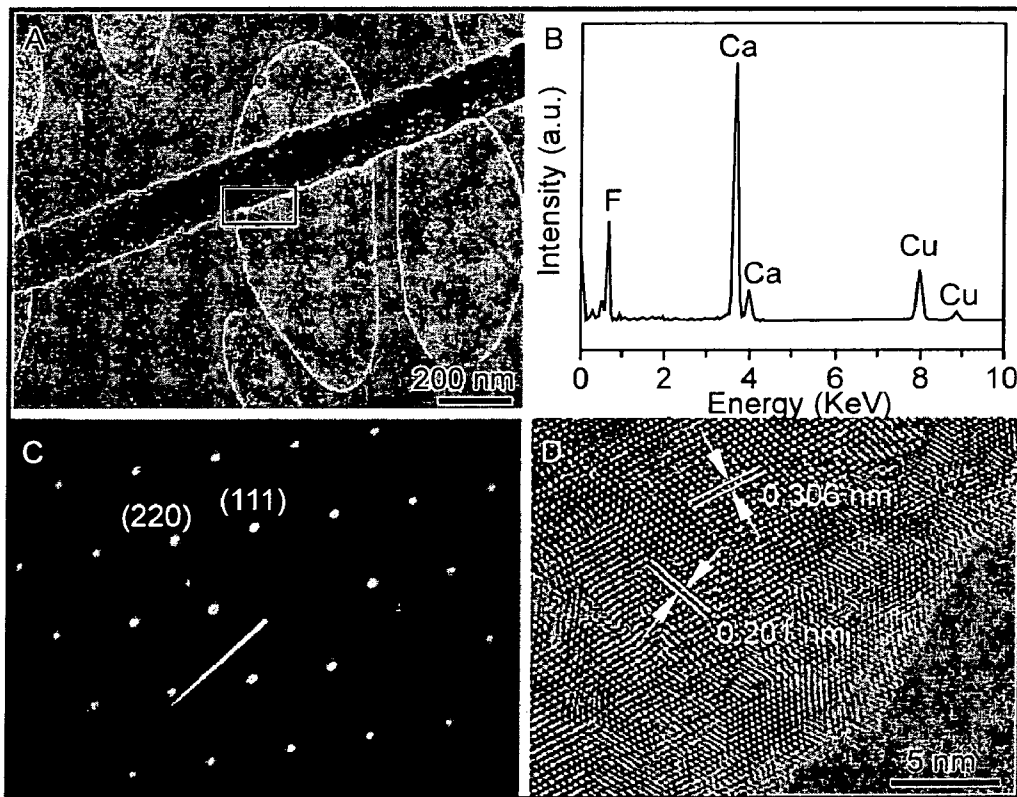 A
200 nm
B
Intensity (a.u.)
F
Ca
Ca
Cu
Cu
0 2 4 6 8 10
Energy (KeV)
C
(220)
(111)
D
0.306 nm
0.201 nm
5 nm